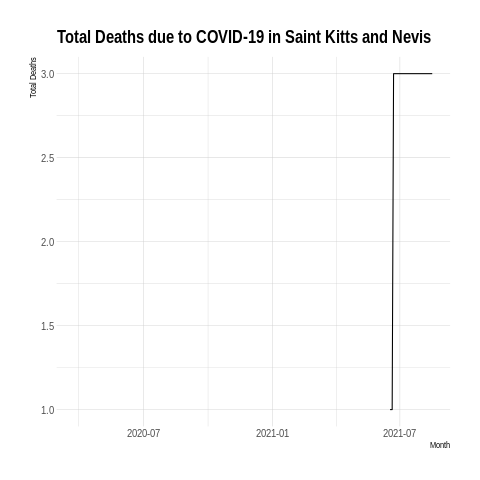 Total Deaths due to COVID-19 in Saint Kitts and Nevis
Total Deaths
3.0
2.5
2.0
1.5
1.0
2020-07
2021-01
2021-07
Month